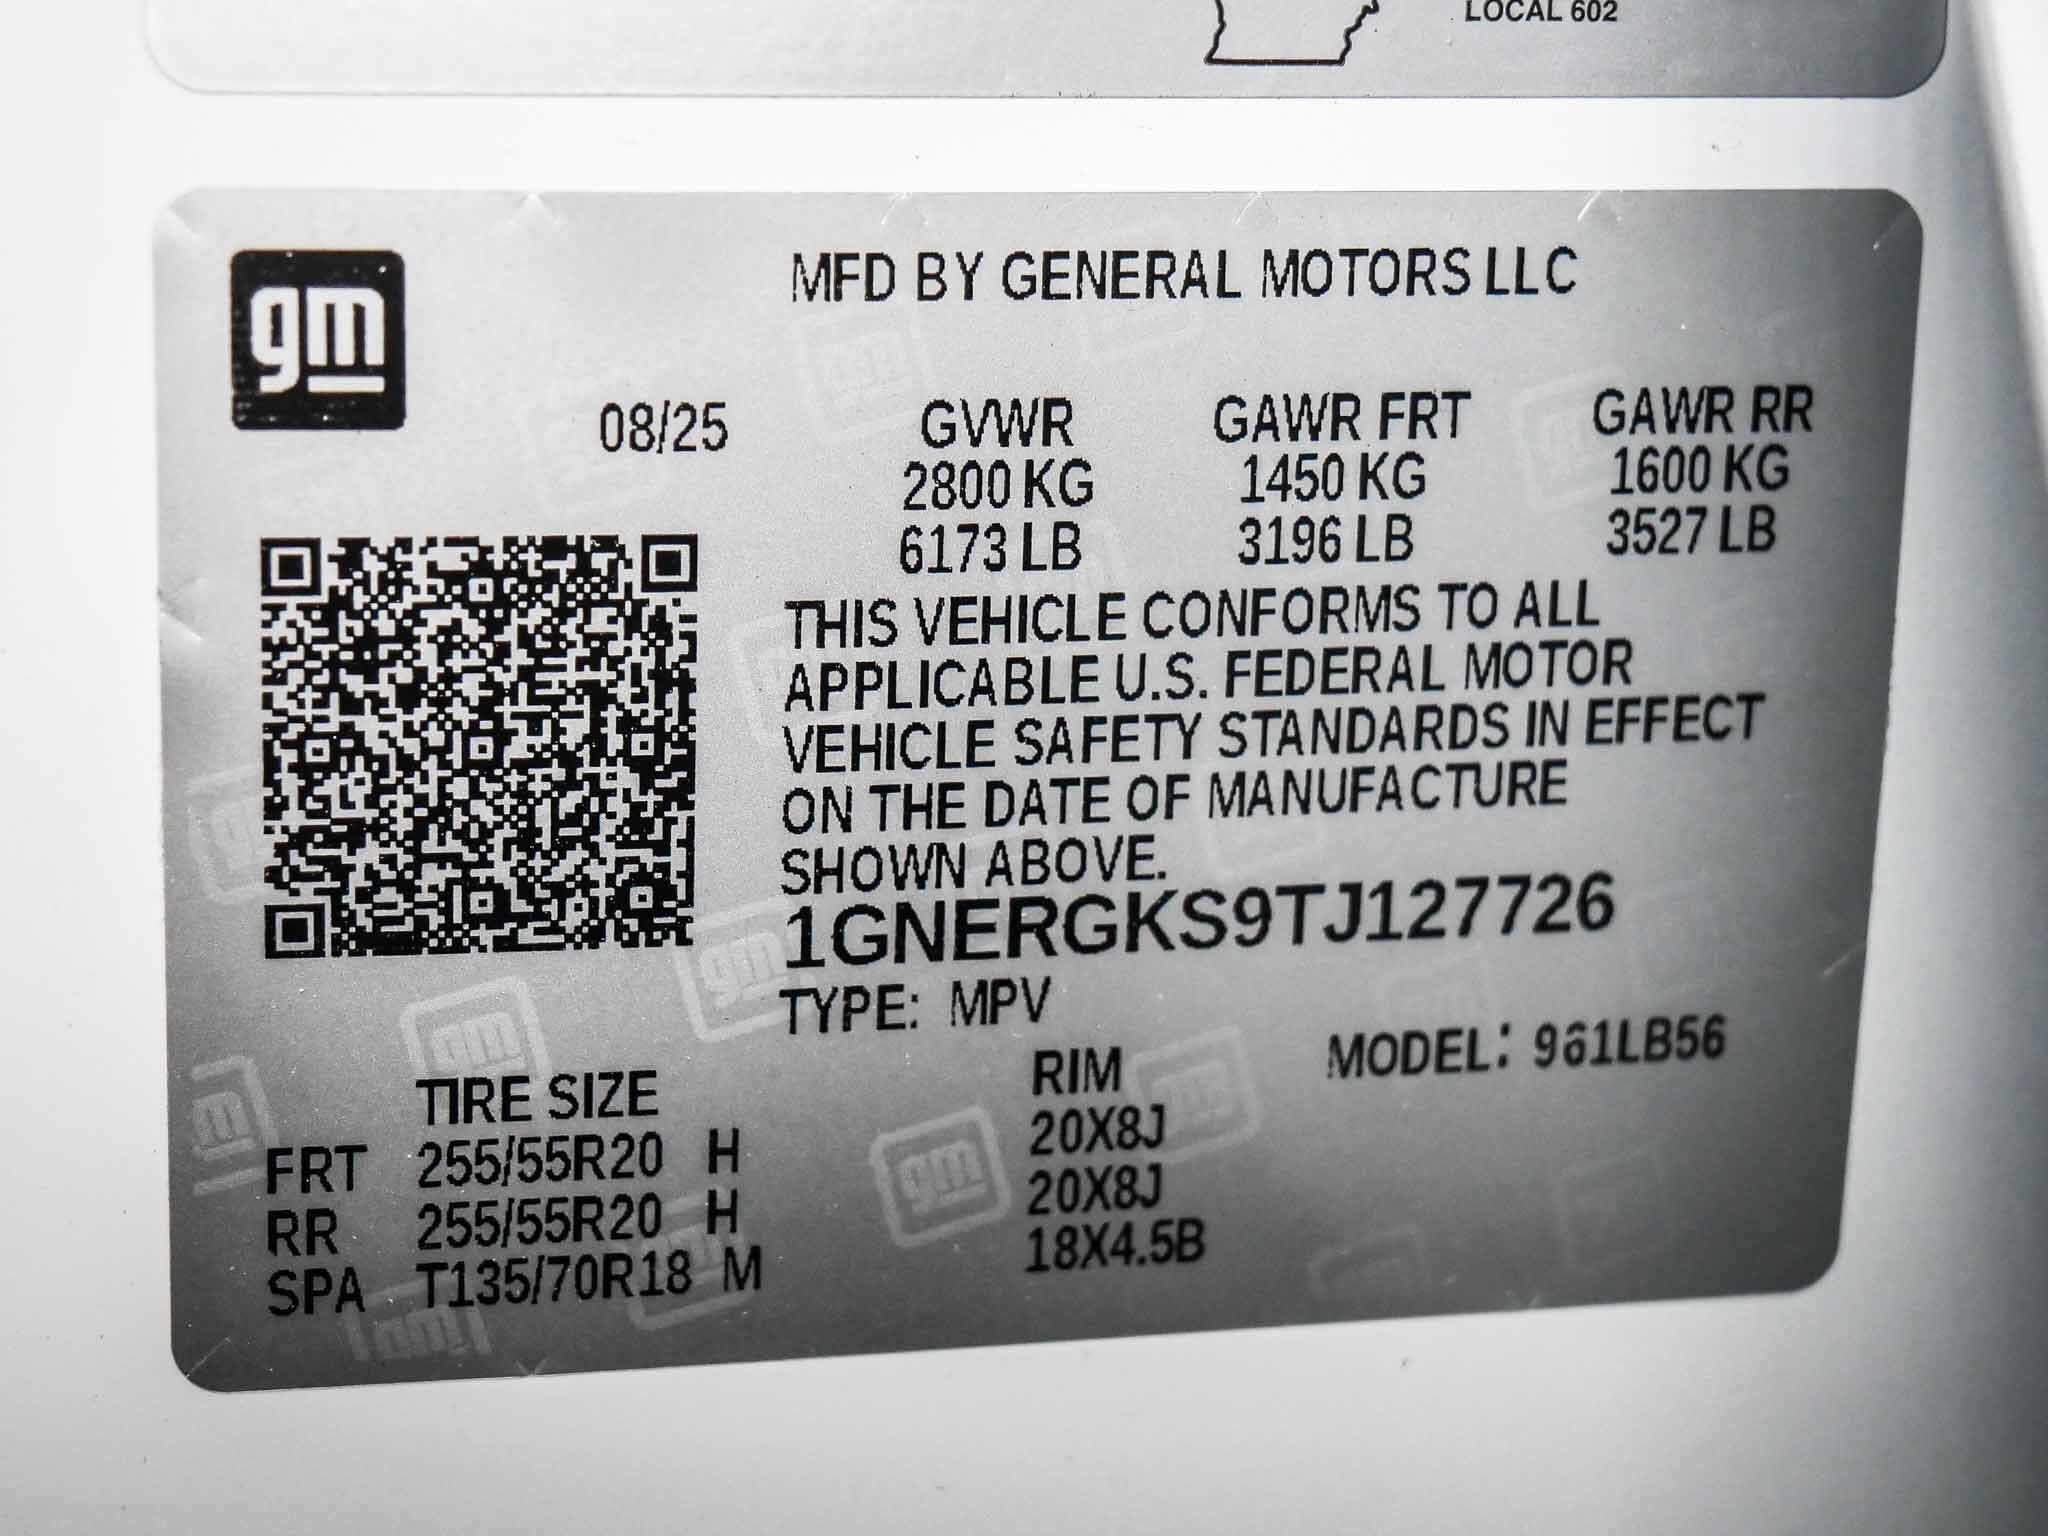 LOCAL 602
gm
MFD BY GENERAL MOTORS LLC
08/25 GVWR GAWR FRT GAWR RR
2800 KG 1450 KG 1600 KG
6173 LB 3196 LB 3527 LB
THIS VEHICLE CONFORMS TO ALL
APPLICABLE U.S. FEDERAL MOTOR
VEHICLE SAFETY STANDARDS IN EFFECT
ON THE DATE OF MANUFACTURE
SHOWN ABOVE.
1GNERGKS9TJ127726
TYPE: MPV
MODEL: 961LB56
TIRE SIZE RIM
FRT 255/55R20 H 20X8J
RR 255/55R20 H 20X8J
SPA T135/70R18 M 18X4.5B